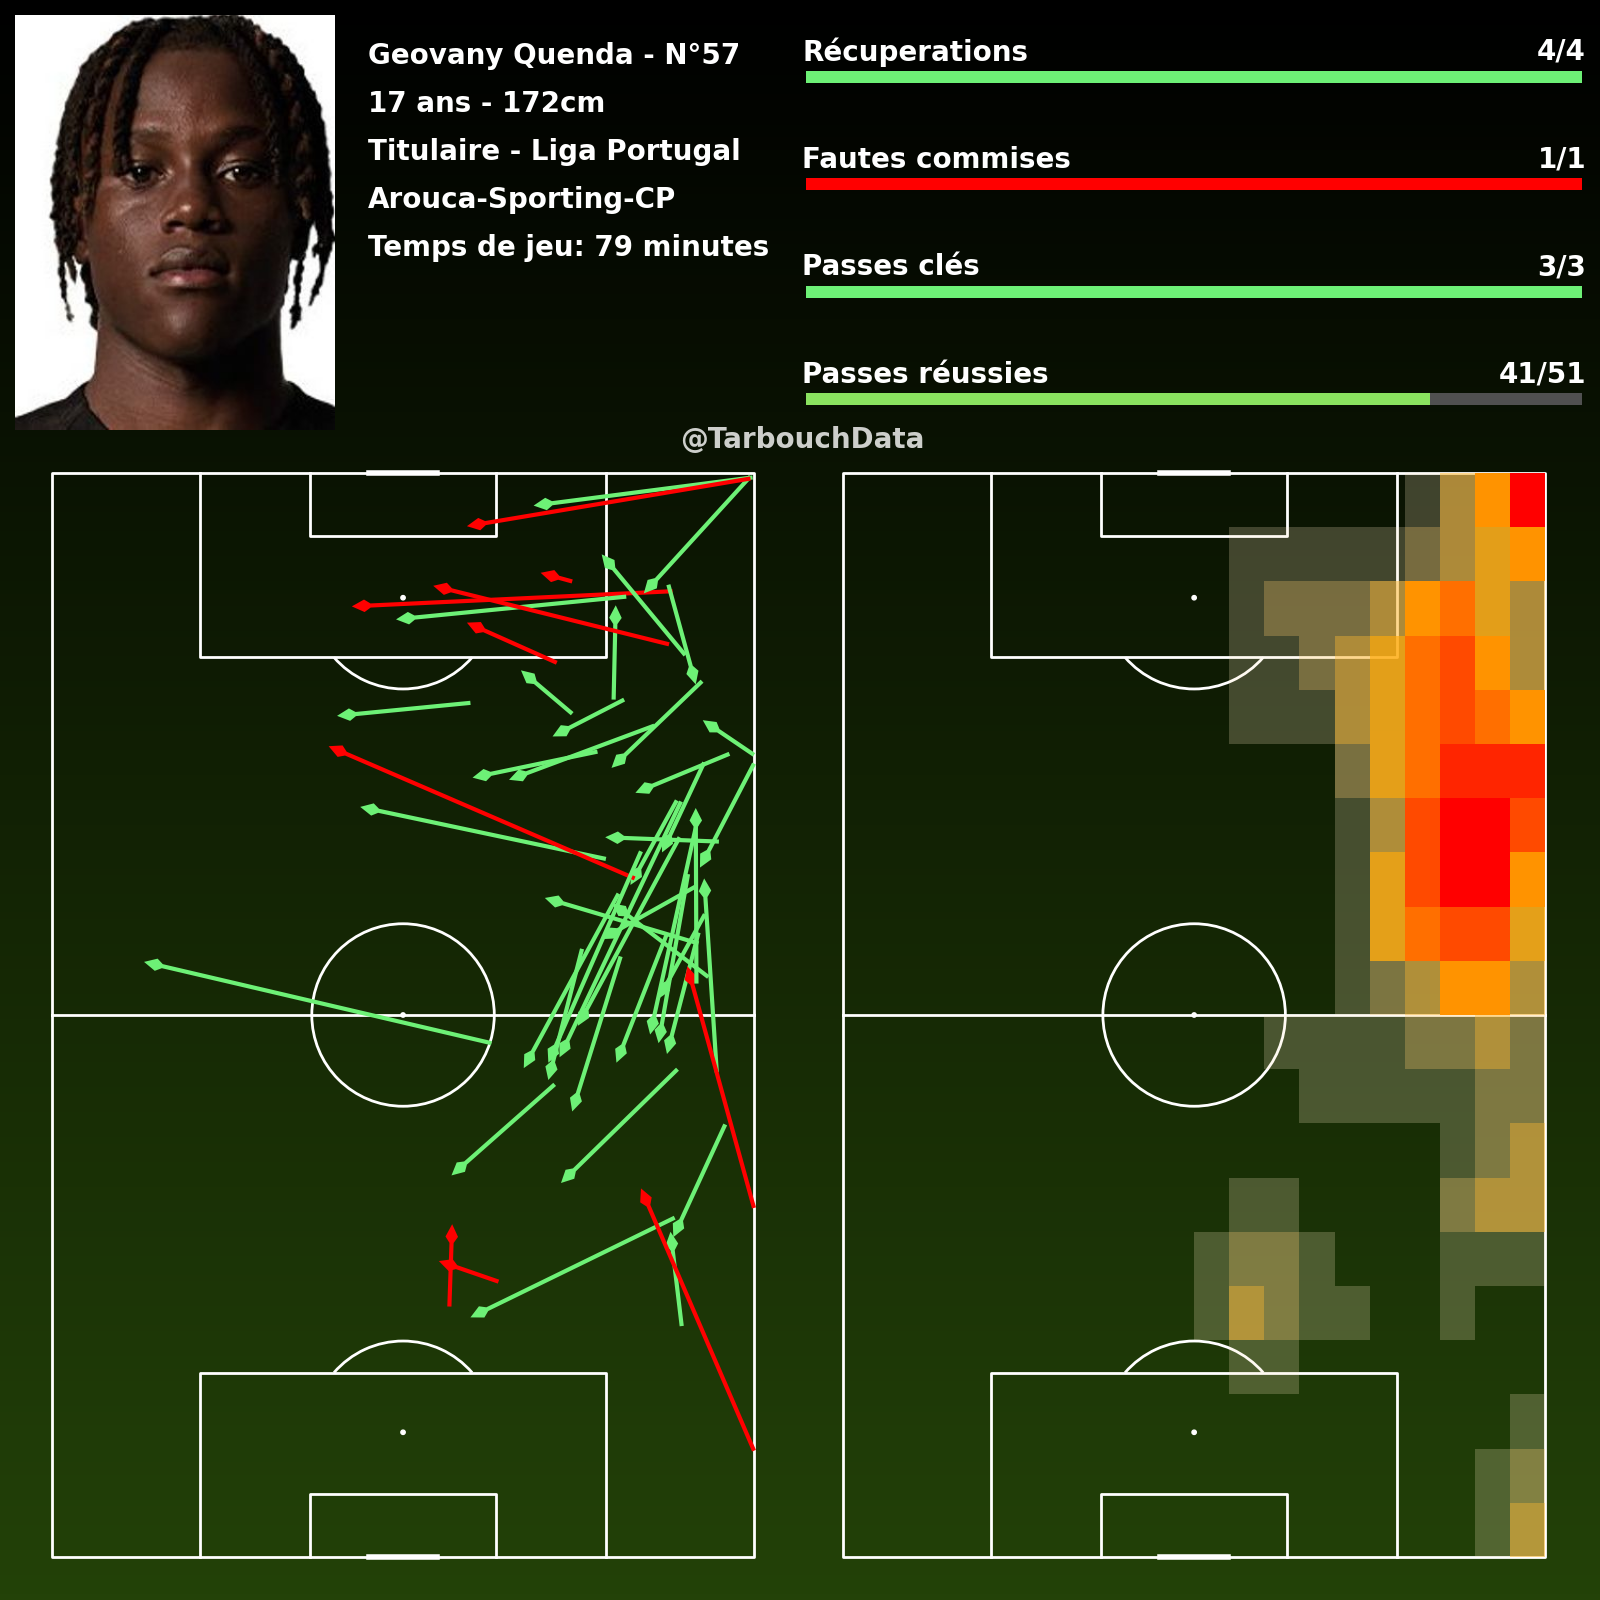 Geovany Quenda - N°57
17 ans - 172cm
Titulaire - Liga Portugal
Arouca-Sporting-CP
Temps de jeu: 79 minutes
Récuperations 4/4
Fautes commises 1/1
Passes clés 3/3
Passes réussies 41/51
@TarbouchData